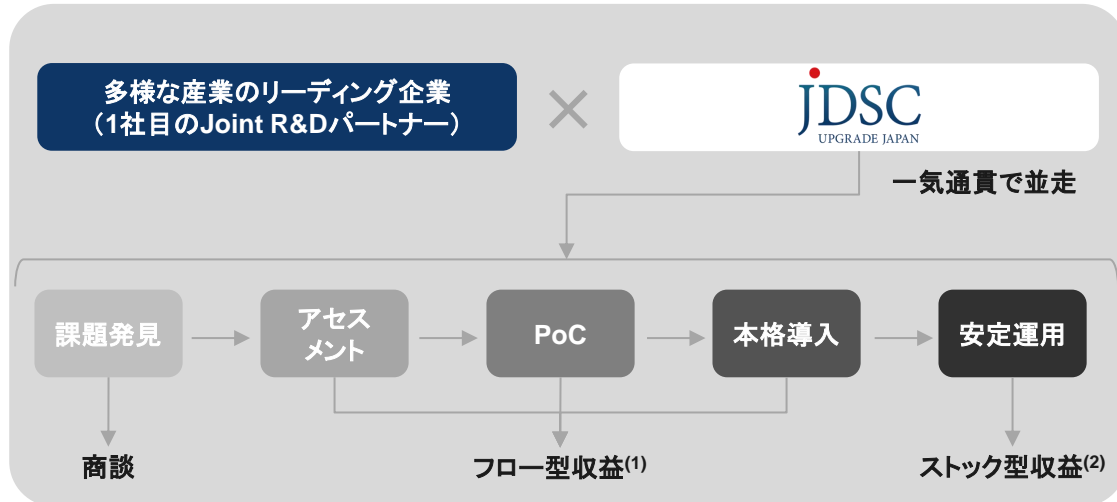 多様な産業のリーディング企業
（1社目のJoint R&Dパートナー）
×
JDSC
UPGRADE JAPAN
一気通貫で並走
課題発見
アセス
メント
PoC
本格導入
安定運用
商談
フロー型収益(1)
ストック型収益(2)